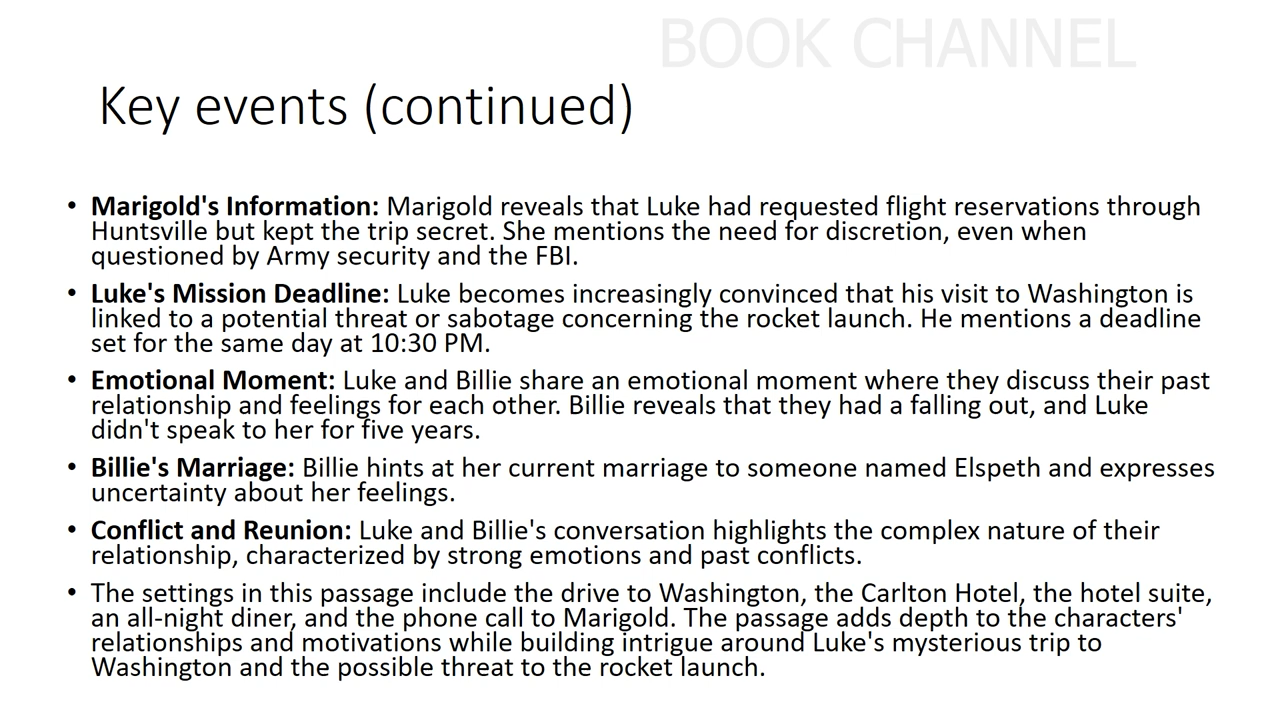 BOOK CHANNEL
Key events (continued)
• Marigold's Information: Marigold reveals that Luke had requested flight reservations through
Huntsville but kept the trip secret. She mentions the need for discretion, even when
questioned by Army security and the FBI.
• Luke's Mission Deadline: Luke becomes increasingly convinced that his visit to Washington is
linked to a potential threat or sabotage concerning the rocket launch. He mentions a deadline
set for the same day at 10:30 PM.
• Emotional Moment: Luke and Billie share an emotional moment where they discuss their past
relationship and feelings for each other. Billie reveals that they had a falling out, and Luke
didn't speak to her for five years.
• Billie's Marriage: Billie hints at her current marriage to someone named Elspeth and expresses
uncertainty about her feelings.
• Conflict and Reunion: Luke and Billie's conversation highlights the complex nature of their
relationship, characterized by strong emotions and past conflicts.
• The settings in this passage include the drive to Washington, the Carlton Hotel, the hotel suite,
an all-night diner, and the phone call to Marigold. The passage adds depth to the characters'
relationships and motivations while building intrigue around Luke's mysterious trip to
Washington and the possible threat to the rocket launch.